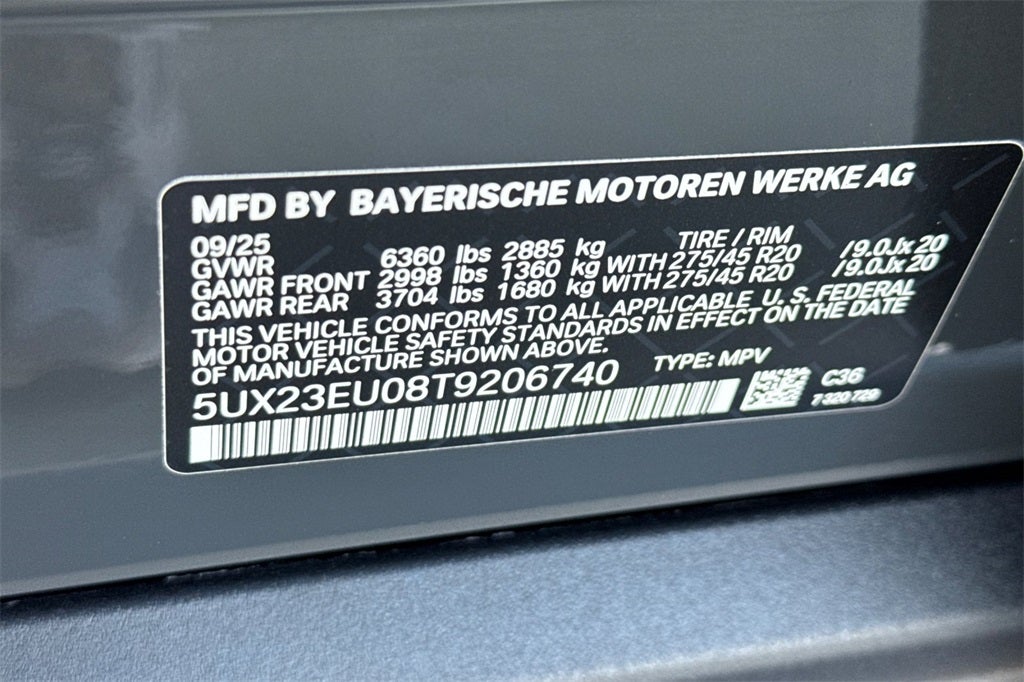 MFD BY BAYERISCHE MOTOREN WERKE AG
09/25 TIRE / RIM
GVWR 6360 lbs 2885 kg
GAWR FRONT 2998 lbs 1360 kg WITH 275/45 R20 /9.0Jx20
GAWR REAR 3704 lbs 1680 kg WITH 275/45 R20 /9.0Jx20
THIS VEHICLE CONFORMS TO ALL APPLICABLE U. S. FEDERAL
MOTOR VEHICLE SAFETY STANDARDS IN EFFECT ON THE DATE
OF MANUFACTURE SHOWN ABOVE.
5UX23EU08T9206740 TYPE: MPV
C36
7 320 729